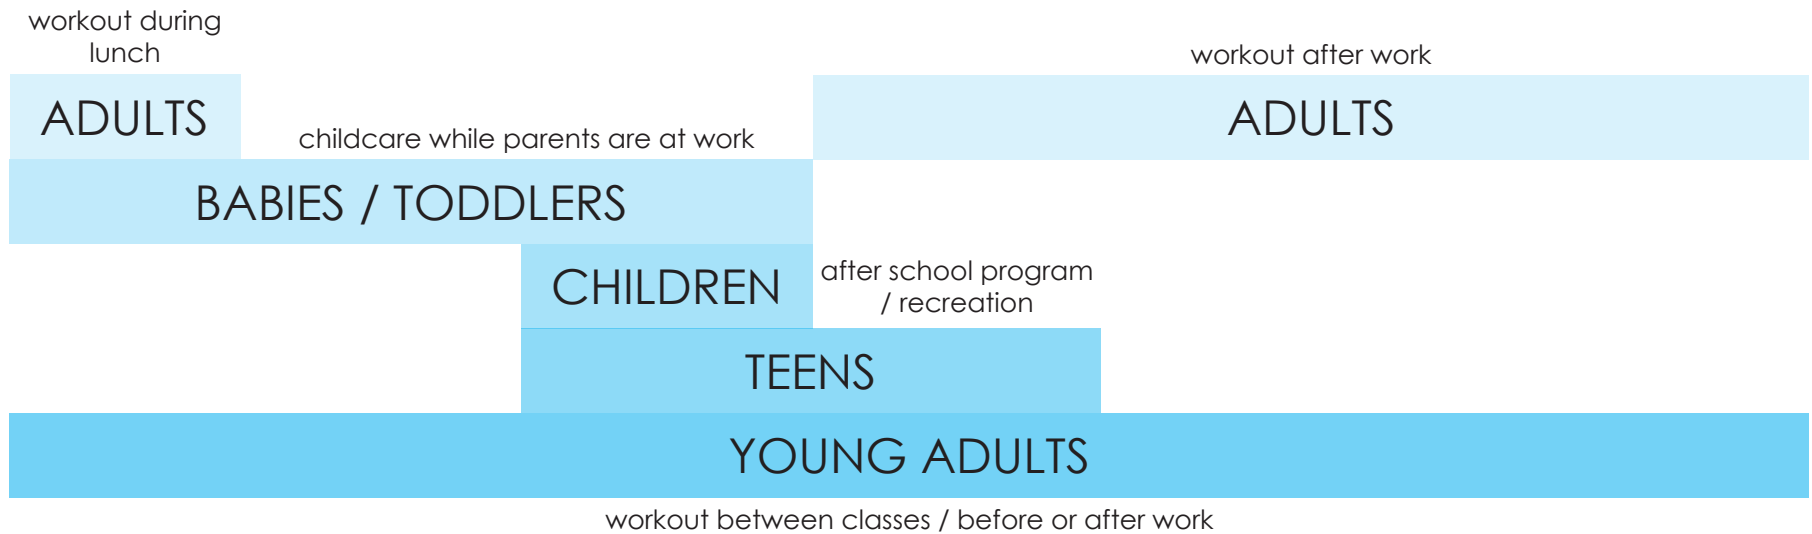 workout during
lunch
workout after work
ADULTS
ADULTS
childcare while parents are at work
BABIES / TODDLERS
CHILDREN
after school program
/ recreation
TEENS
YOUNG ADULTS
workout between classes / before or after work